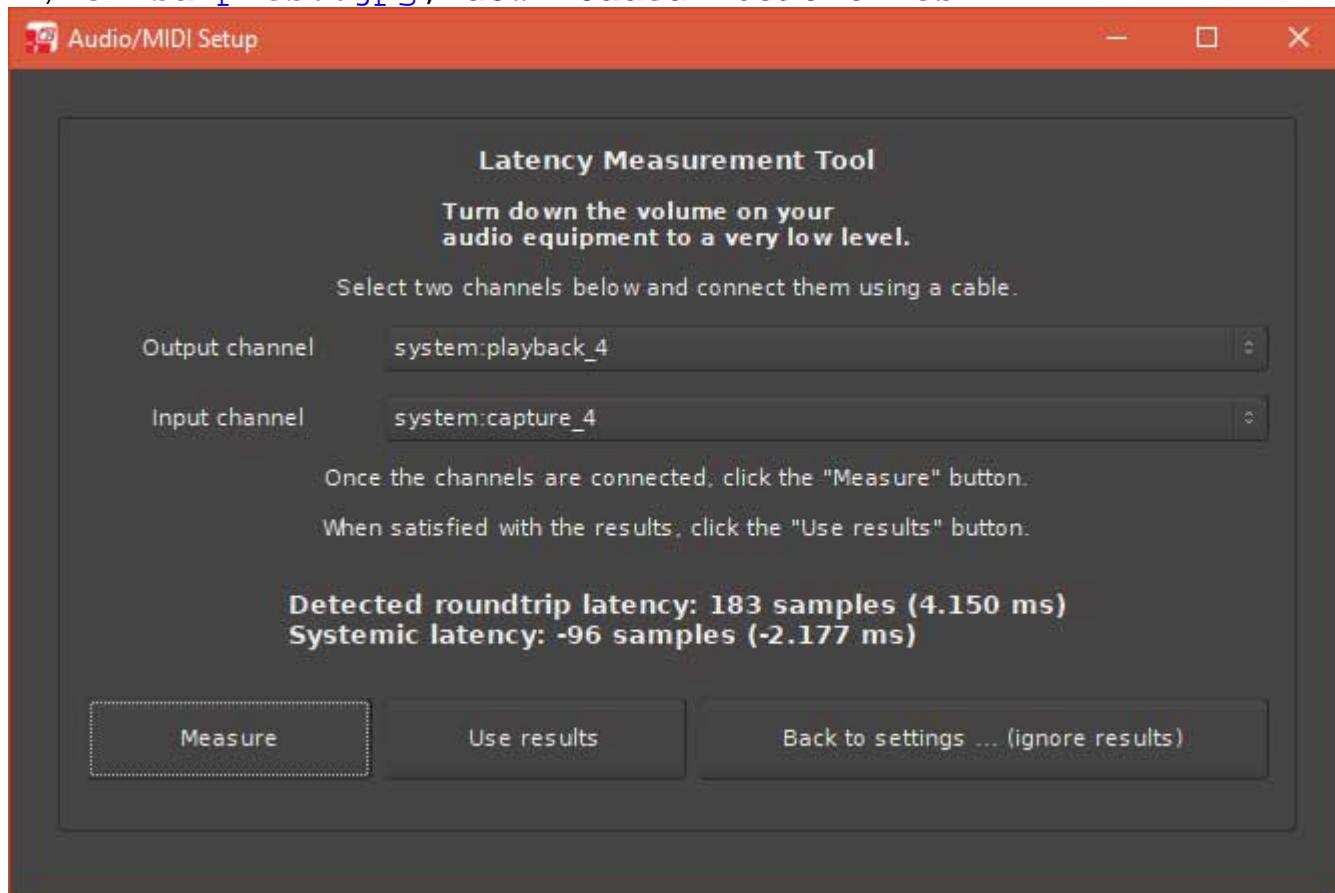 Audio/MIDI Setup
Latency Measurement Tool
Turn down the volume on your
audio equipment to a very low level.
Select two channels below and connect them using a cable.
Output channel system:playback_4
Input channel system:capture_4
Once the channels are connected, click the "Measure" button.
When satisfied with the results, click the "Use results" button.
Detected roundtrip latency: 183 samples (4.150 ms)
Systemic latency: -96 samples (-2.177 ms)
Measure Use results Back to settings ... (ignore results)